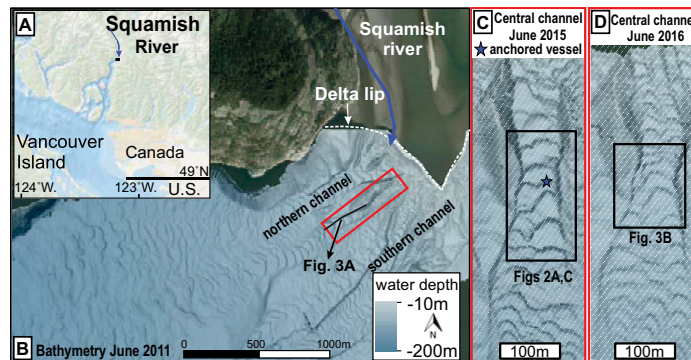 A
Squamish
River
Vancouver
Island
Canada
49°N
U.S.
124°W.
123°W
Squamish
river
Delta lip
northern channel
southern channel
Fig. 3A
water depth
-10m
N
-200m
B Bathymetry June 2011
0
500
1000m
C
Central channel
June 2015
anchored vessel
Figs 2A,C
100m
D
Central channel
June 2016
Fig. 3B
100m